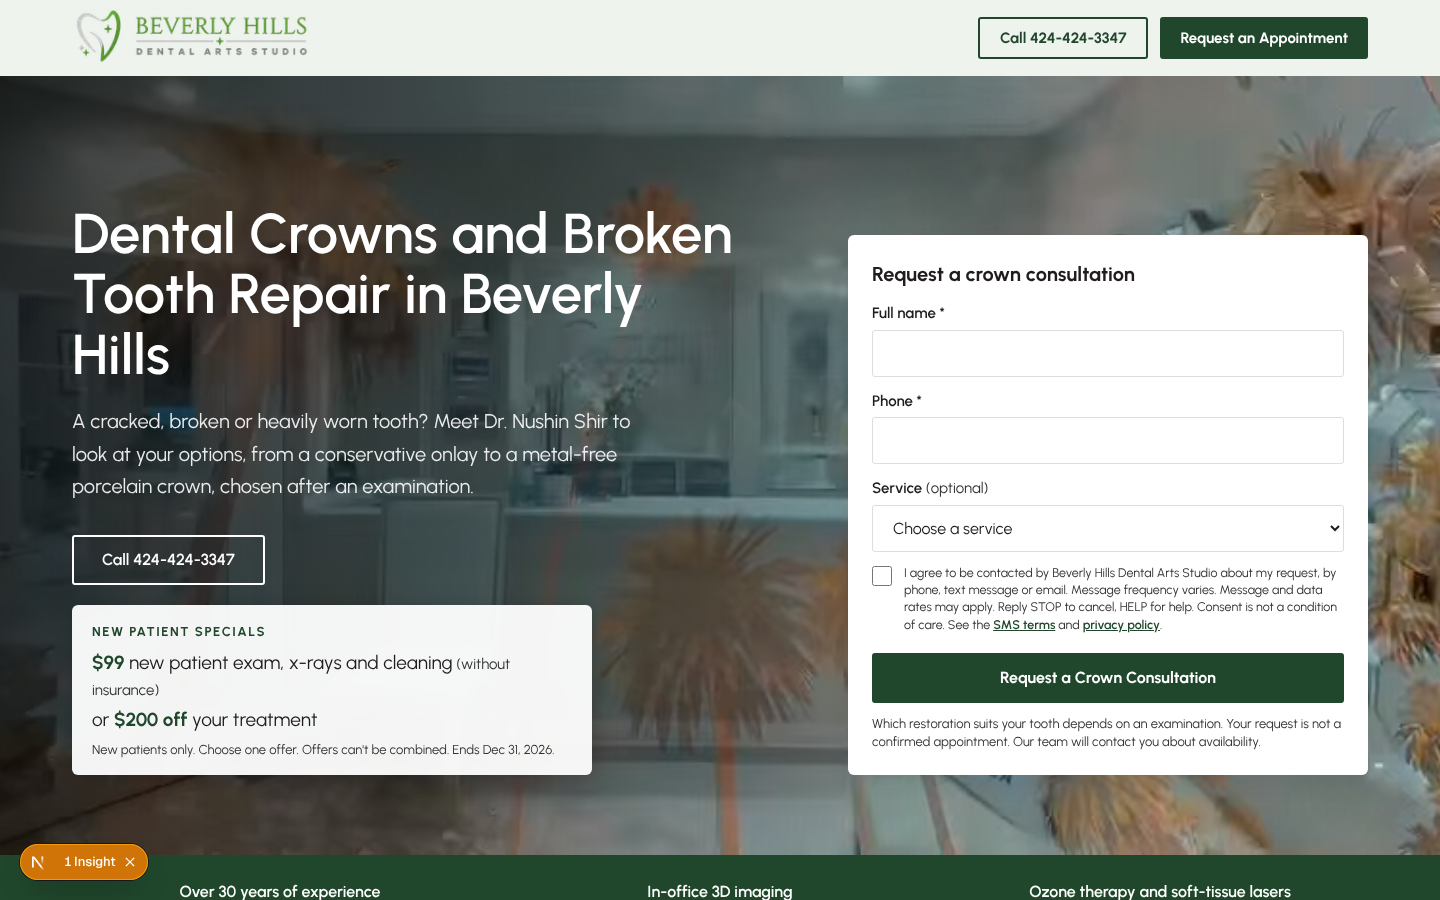 BEVERLY HILLS
DENTAL ARTS STUDIO
Call 424-424-3347
Request an Appointment
Dental Crowns and Broken
Tooth Repair in Beverly
Hills
A cracked, broken or heavily worn tooth? Meet Dr. Nushin Shir to
look at your options, from a conservative onlay to a metal-free
porcelain crown, chosen after an examination.
Call 424-424-3347
NEW PATIENT SPECIALS
$99 new patient exam, x-rays and cleaning (without
insurance)
or $200 off your treatment
New patients only. Choose one offer. Offers can't be combined. Ends Dec 31, 2026.
Request a crown consultation
Full name *
Phone *
Service (optional)
Choose a service
I agree to be contacted by Beverly Hills Dental Arts Studio about my request, by
phone, text message or email. Message frequency varies. Message and data
rates may apply. Reply STOP to cancel, HELP for help. Consent is not a condition
of care. See the SMS terms and privacy policy.
Request a Crown Consultation
Which restoration suits your tooth depends on an examination. Your request is not a
confirmed appointment. Our team will contact you about availability.
1 Insight
Over 30 years of experience
In-office 3D imaging
Ozone therapy and soft-tissue lasers